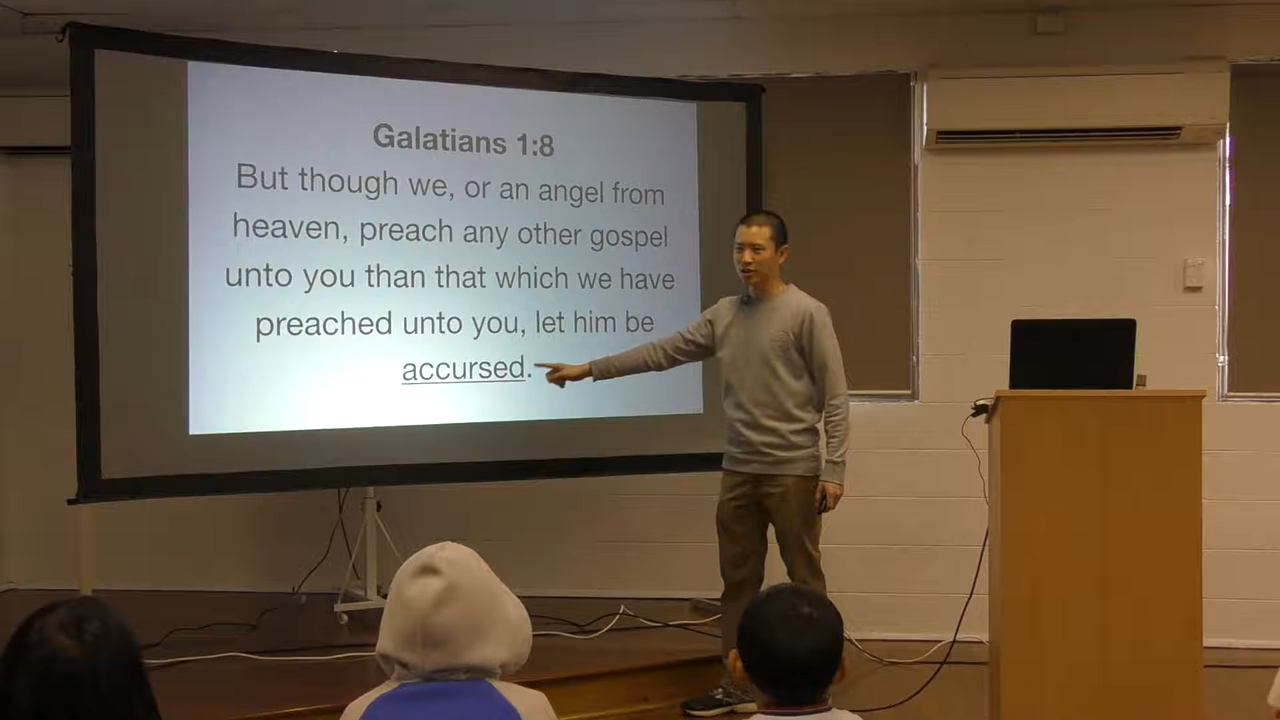 Galatians 1:8
But though we, or an angel from
heaven, preach any other gospel
unto you than that which we have
preached unto you, let him be
accursed.